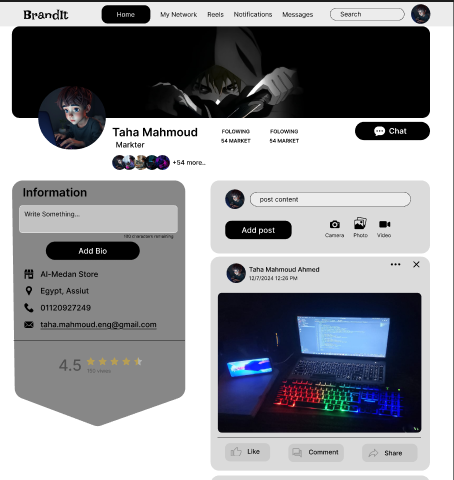 BrandIt
Home
My Network
Reels
Notifications
Messages
Search
Taha Mahmoud
Markter
FOLOWING
54 MARKET
FOLOWING
54 MARKET
Chat
+54 more..
Information
Write Something...
characters remaining
Add Bio
Al-Medan Store
Egypt, Assiut
01120927249
taha.mahmoud.eng@gmail.com
4.5
post content
Add post
Camera
Photo
Video
Taha Mahmoud Ahmed
12/7/2024 12:26 PM
Like
Comment
Share